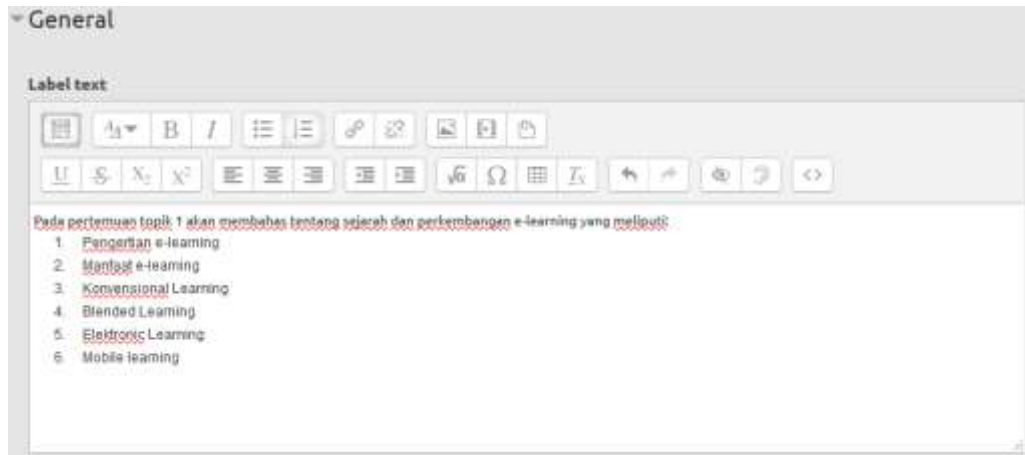 General
Label text
Pada pertemuan topik 1 akan membahas tentang sejarah dan perkembangan e-learning yang meliputi:
1. Pengertian e-learning
2. Manfaat e-learning
3. Konvensional Learning
4. Blended Learning
5. Elektronic Learning
6. Mobile learning